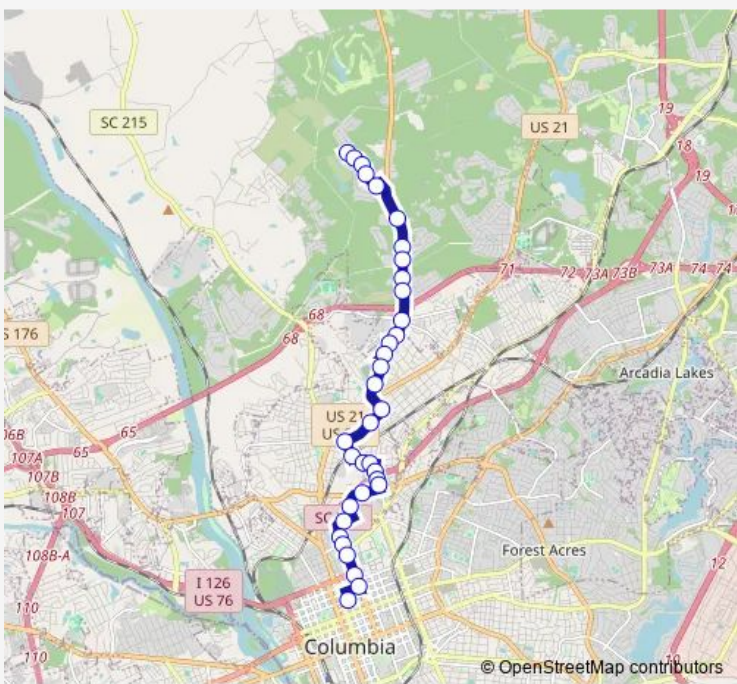 19
SC 215
US 21
18
19
71
72
73A
73B
73A
74
74
68
68
S 176
Arcadia Lakes
US 21
65
65
106B
107A
107B
108B
107
SC
108B-A
Forest Acres
12
I 126
US 76
110
110
Columbia
10
© OpenStreetMap contributors